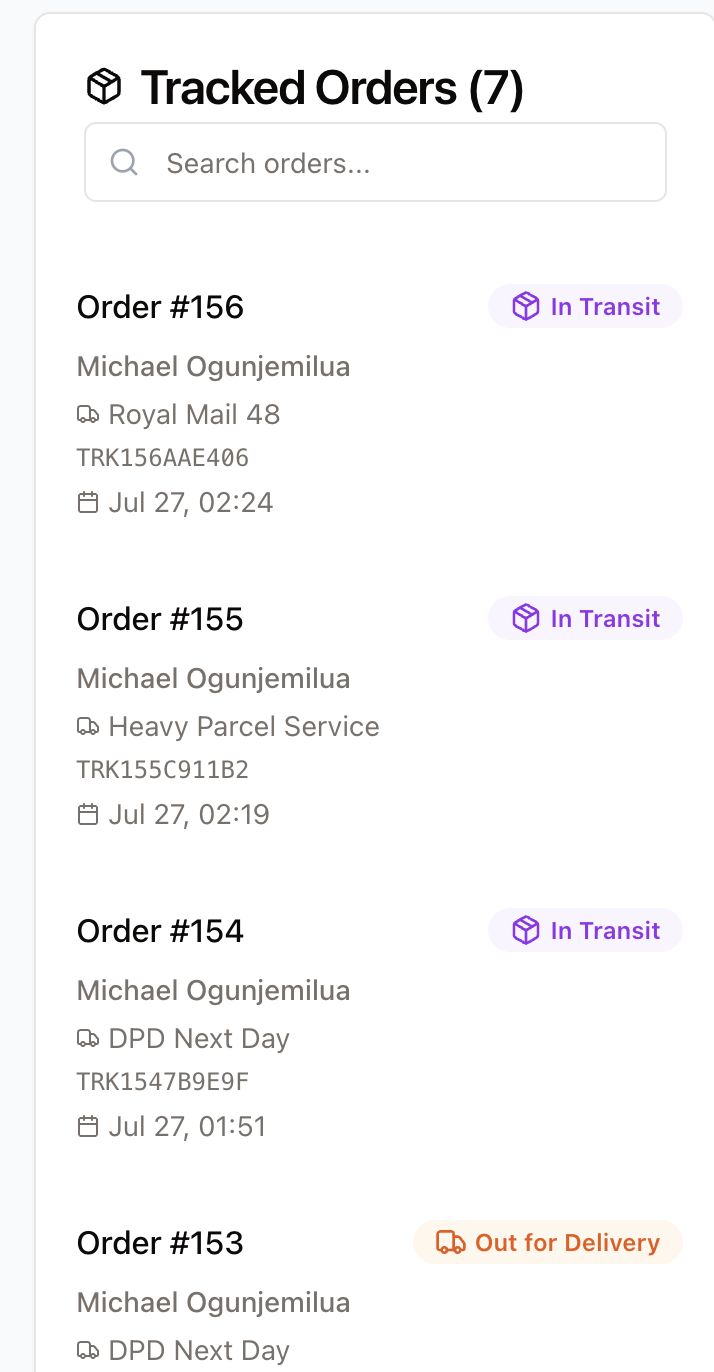 Tracked Orders (7)
Search orders...
Order #156
In Transit
Michael Ogunjemilua
Royal Mail 48
TRK156AAE406
Jul 27, 02:24
Order #155
In Transit
Michael Ogunjemilua
Heavy Parcel Service
TRK155C911B2
Jul 27, 02:19
Order #154
In Transit
Michael Ogunjemilua
DPD Next Day
TRK1547B9E9F
Jul 27, 01:51
Order #153
Out for Delivery
Michael Ogunjemilua
DPD Next Day